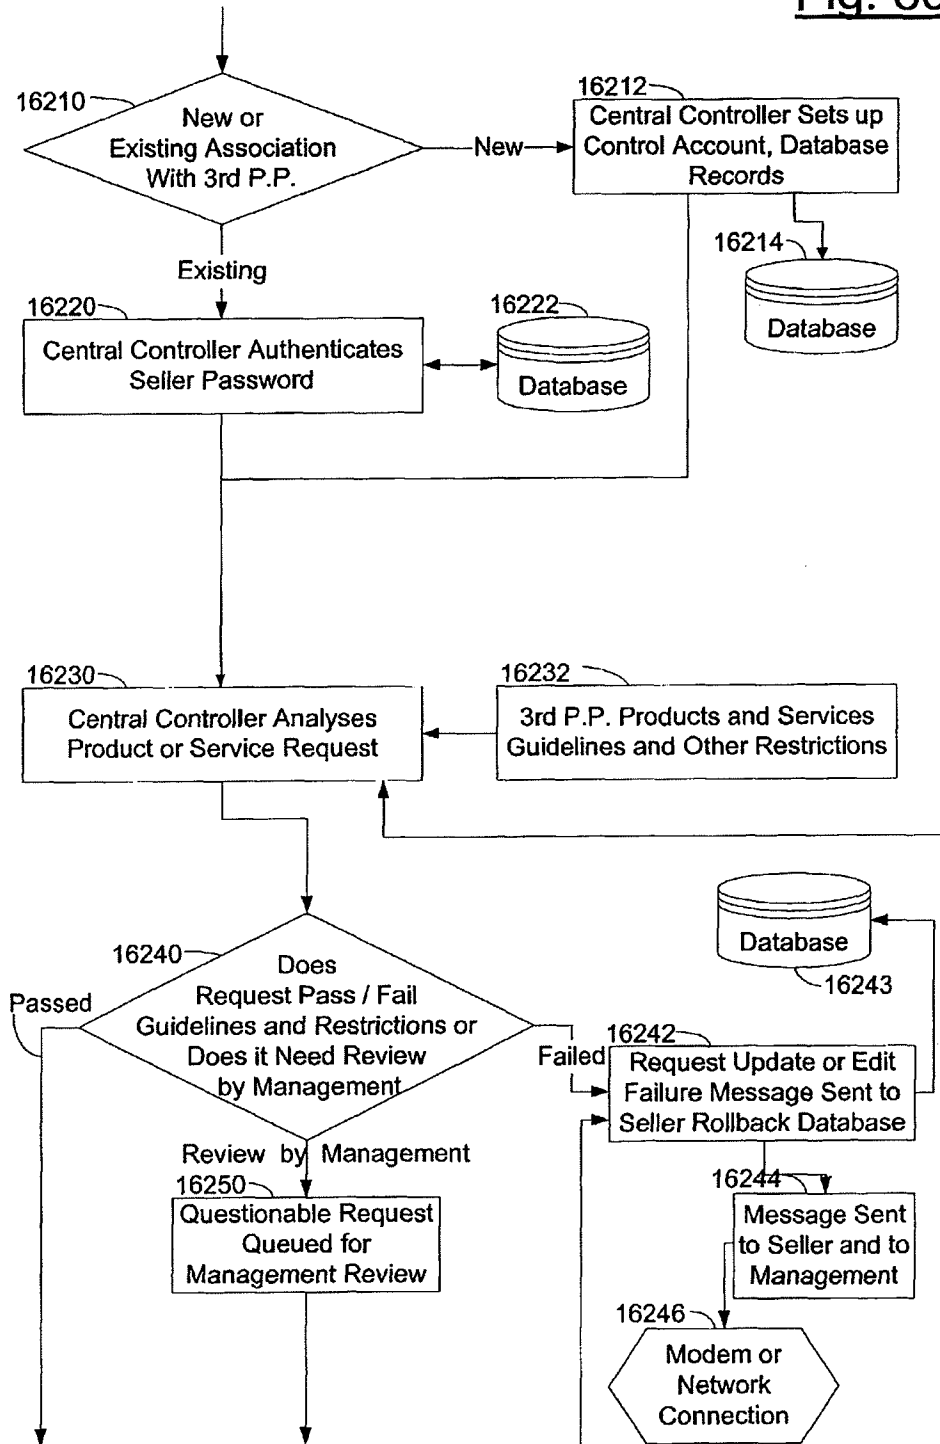 16210
New or
Existing Association
With 3rd P.P.
New
16212
Central Controller Sets up
Control Account, Database
Records
16214
Database
Existing
16220
Central Controller Authenticates
Seller Password
16222
Database
16230
Central Controller Analyses
Product or Service Request
16232
3rd P.P. Products and Services
Guidelines and Other Restrictions
Database
16243
16240
Does
Request Pass / Fail
Guidelines and Restrictions or
Does it Need Review
by Management
Passed
Failed
16242
Request Update or Edit
Failure Message Sent to
Seller Rollback Database
Review by Management
16250
Questionable Request
Queued for
Management Review
16244
Message Sent
to Seller and to
Management
16246
Modem or
Network
Connection